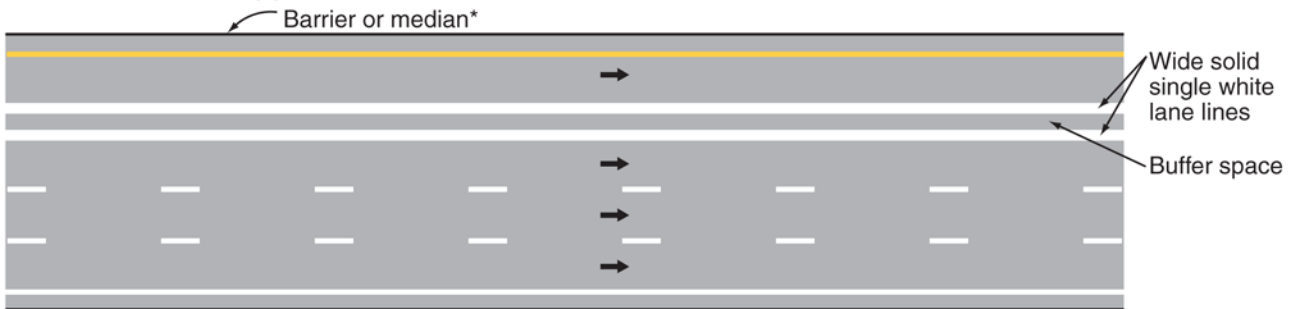 Barrier or median*
Wide solid
single white
lane lines
Buffer space